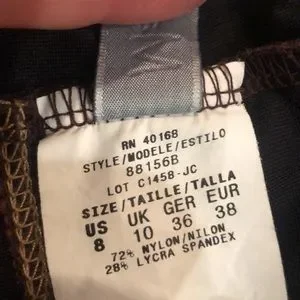 M
RN 40168
STYLE/MODELE/ESTILO
88156B
LOT C1458-JC
SIZE/TAILLE/TALLA
US UK GER EUR
8 10 36 38
72% NYLON/NILON
28% LYCRA SPANDEX